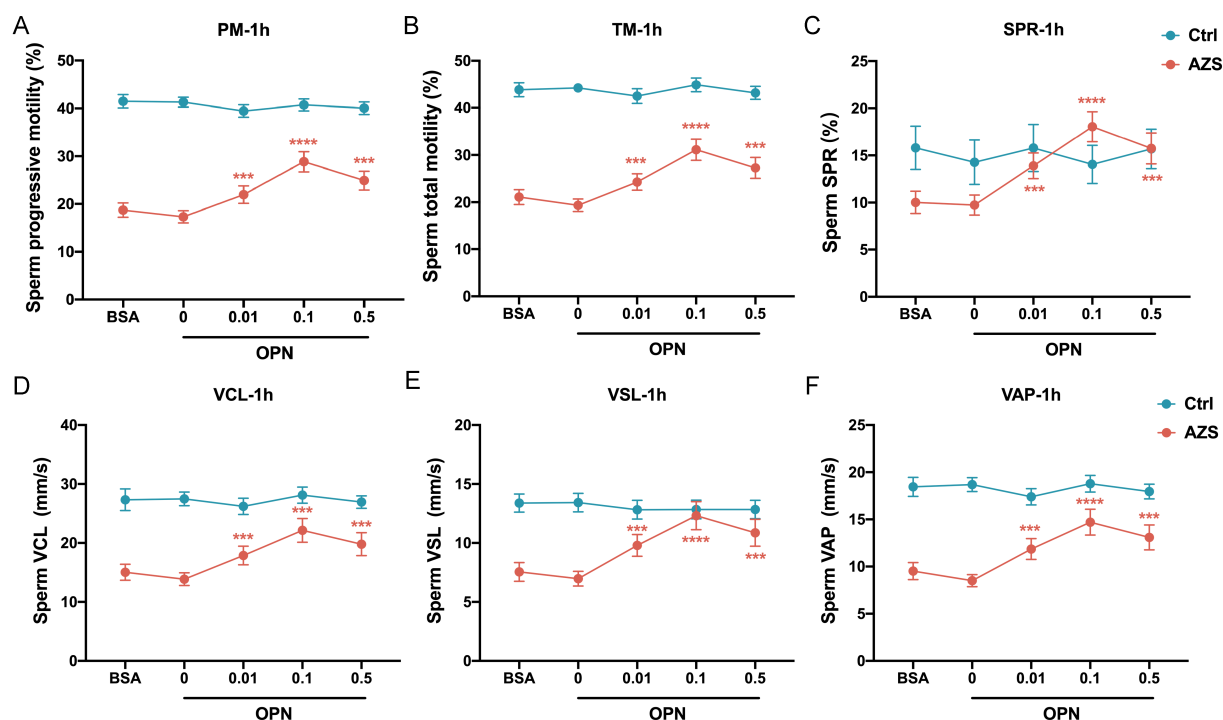 A
PM-1h
Sperm progressive motility (%)
50
40
30
20
10
0
***
****
***
BSA 0 0.01 0.1 0.5
OPN
B
TM-1h
Sperm total motility (%)
50
40
30
20
10
0
***
****
***
BSA 0 0.01 0.1 0.5
OPN
C
SPR-1h
Sperm SPR (%)
25
20
15
10
5
0
****
***
***
BSA 0 0.01 0.1 0.5
OPN
Ctrl
AZS
D
VCL-1h
Sperm VCL (mm/s)
40
30
20
10
0
***
***
***
BSA 0 0.01 0.1 0.5
OPN
E
VSL-1h
Sperm VSL (mm/s)
20
15
10
5
0
***
****
***
BSA 0 0.01 0.1 0.5
OPN
F
VAP-1h
Sperm VAP (mm/s)
25
20
15
10
5
0
***
****
***
BSA 0 0.01 0.1 0.5
OPN
Ctrl
AZS